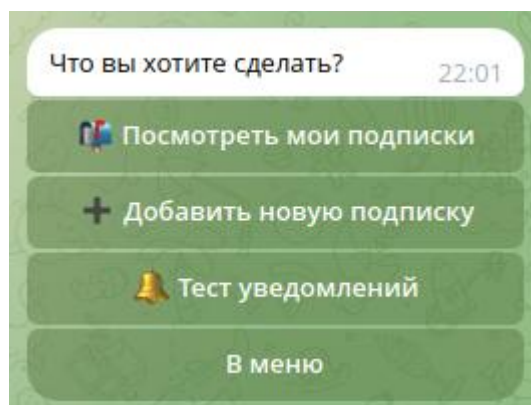 Что вы хотите сделать?
22:01
📬 Посмотреть мои подписки
➕ Добавить новую подписку
🔔 Тест уведомлений
В меню